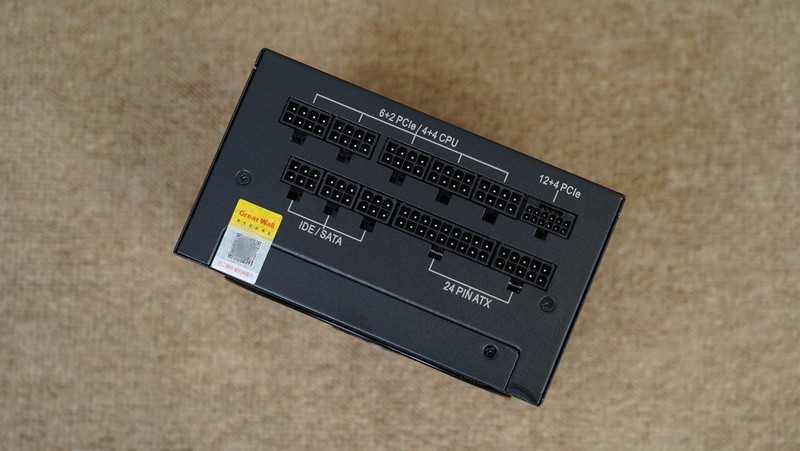 6+2 PCIe / 4+4 CPU
12+4 PCIe
IDE / SATA
24 PIN ATX
Great Wall